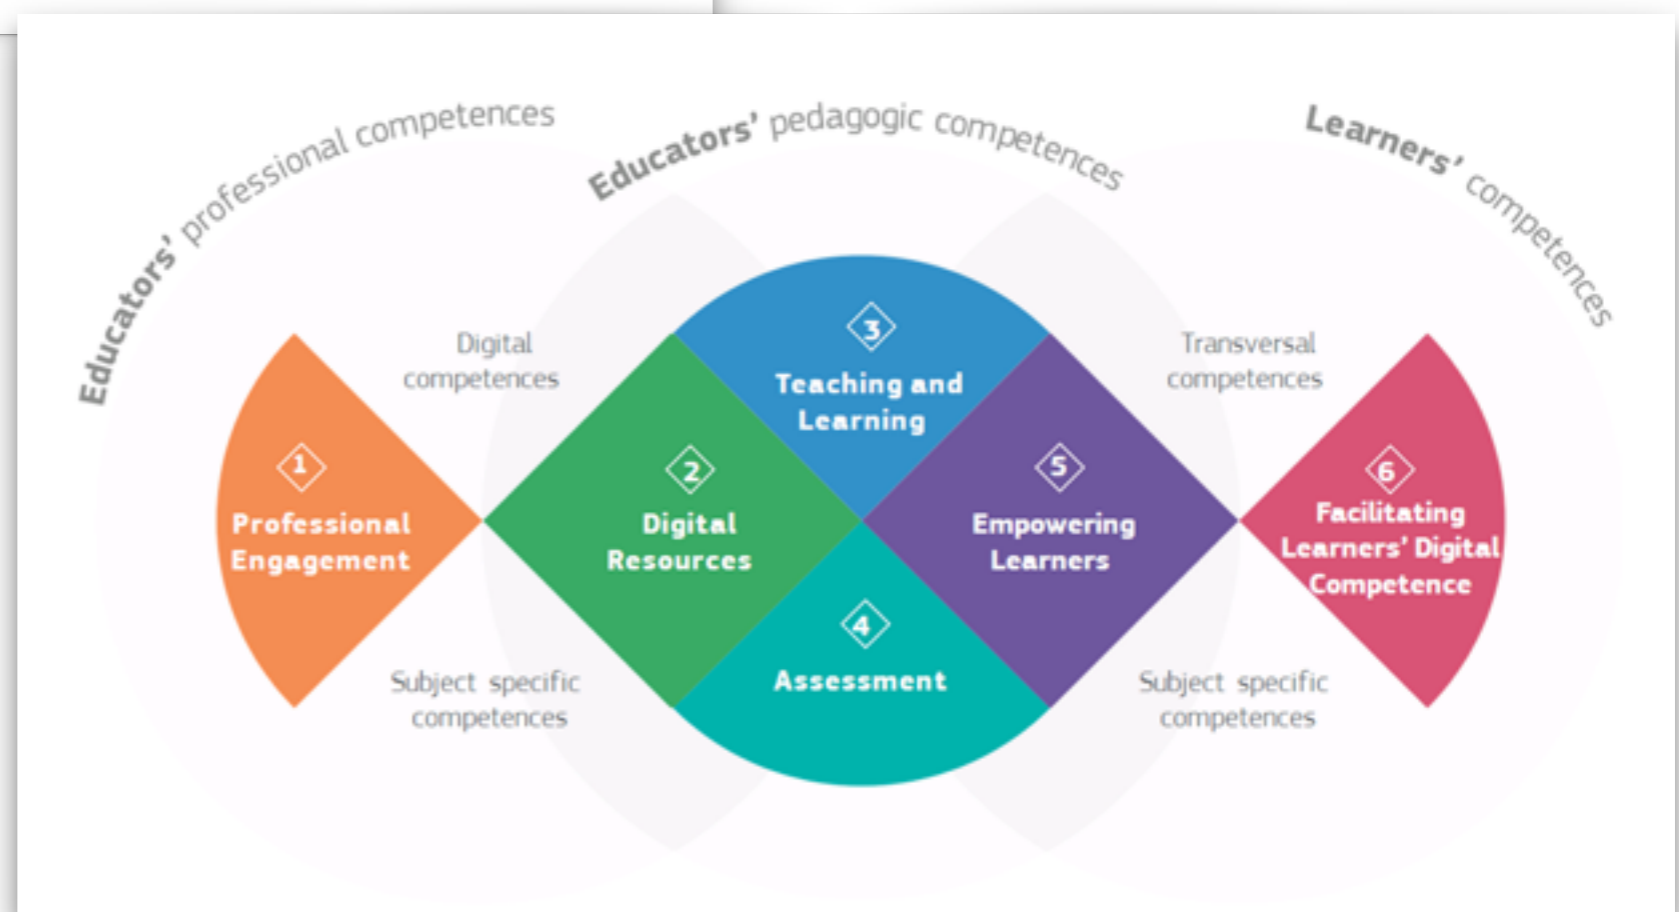 Educators' professional competences
Educators' pedagogic competences
Learners' competences
Digital
competences
Transversal
competences
1
Professional
Engagement
2
Digital
Resources
3
Teaching and
Learning
4
Assessment
5
Empowering
Learners
6
Facilitating
Learners' Digital
Competence
Subject specific
competences
Subject specific
competences